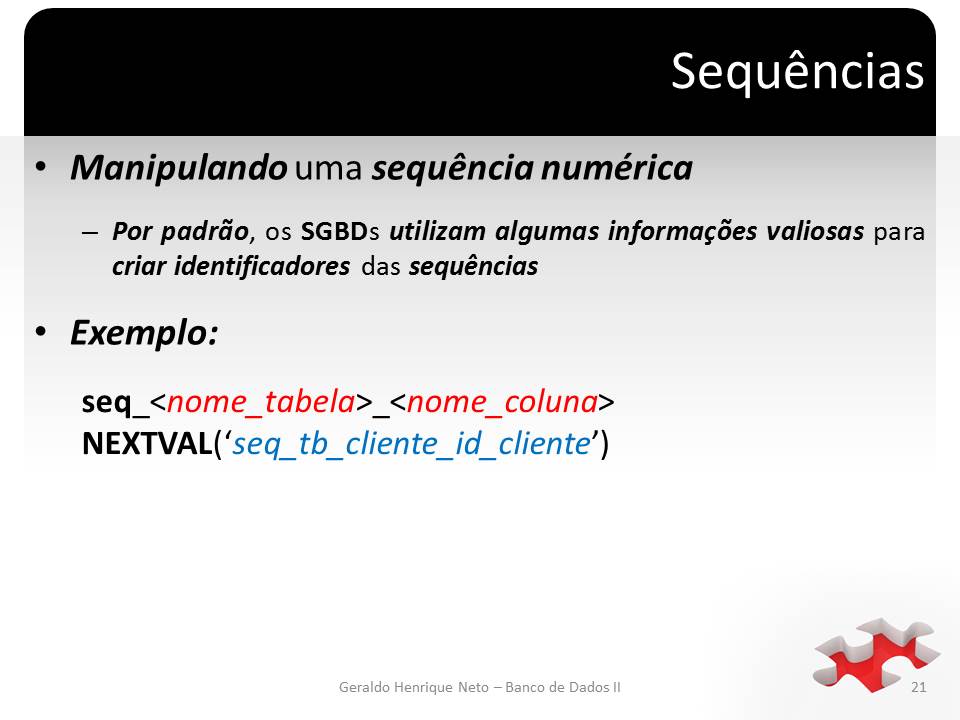 Sequências
• Manipulando uma sequência numérica
– Por padrão, os SGBDs utilizam algumas informações valiosas para
criar identificadores das sequências
• Exemplo:
seq_<nome_tabela>_<nome_coluna>
NEXTVAL(‘seq_tb_cliente_id_cliente’)
Geraldo Henrique Neto – Banco de Dados II
21